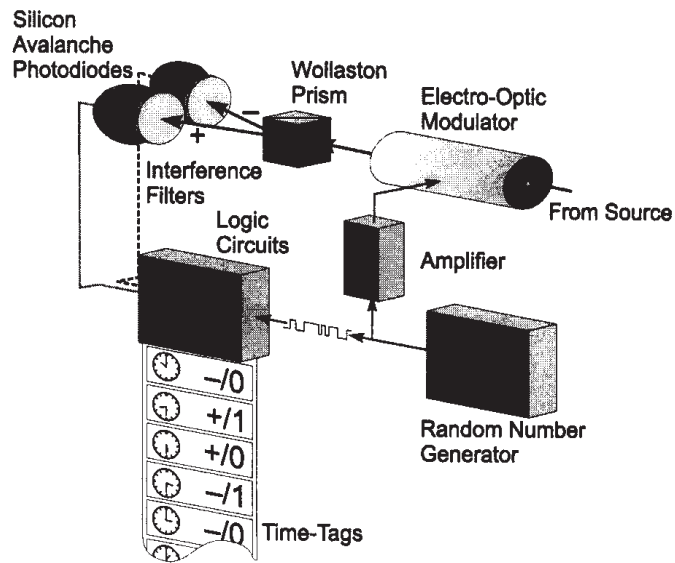 Silicon
Avalanche
Photodiodes
Wollaston
Prism
Electro-Optic
Modulator
−
+
Interference
Filters
From Source
Logic
Circuits
Amplifier
−/0
+/1
+/0
−/1
−/0
Random Number
Generator
Time-Tags